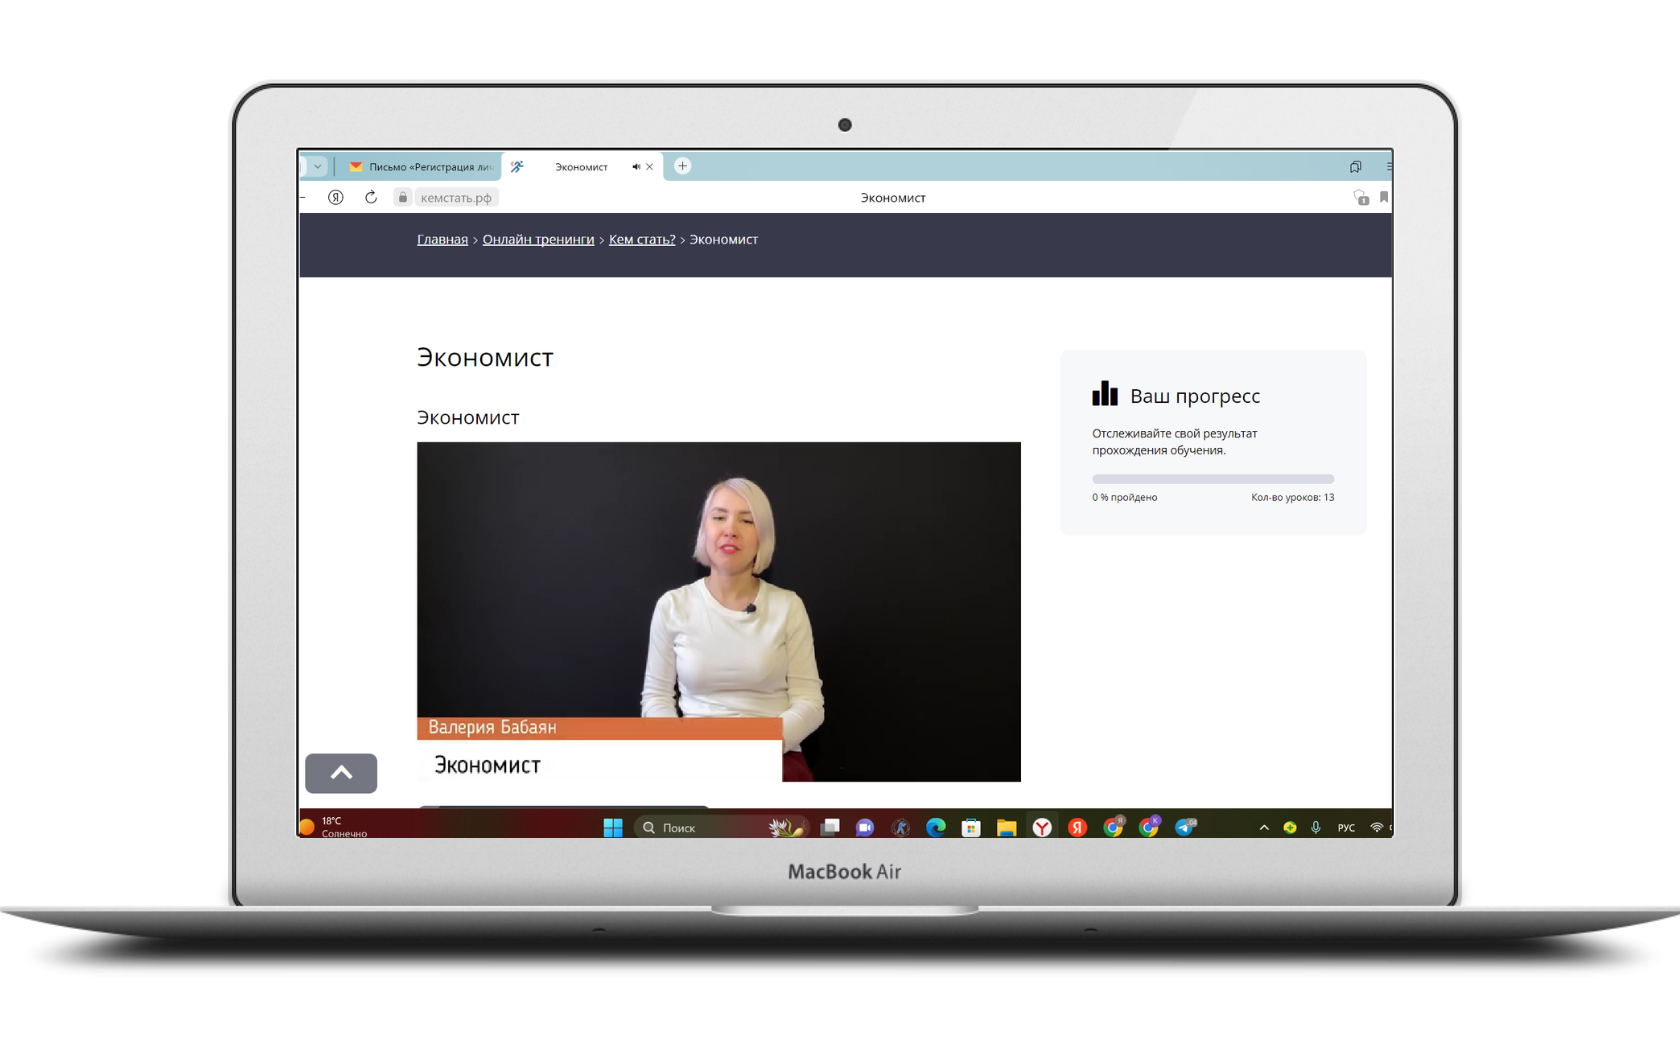 Письмо «Регистрация ли
Экономист
кемстать.рф
Экономист
Главная > Онлайн тренинги > Кем стать? > Экономист
Экономист
Экономист
Ваш прогресс
Отслеживайте свой результат
прохождения обучения.
0 % пройдено
Кол-во уроков: 13
Валерия Бабаян
Экономист
18°C
Солнечно
Поиск
РУС
MacBook Air